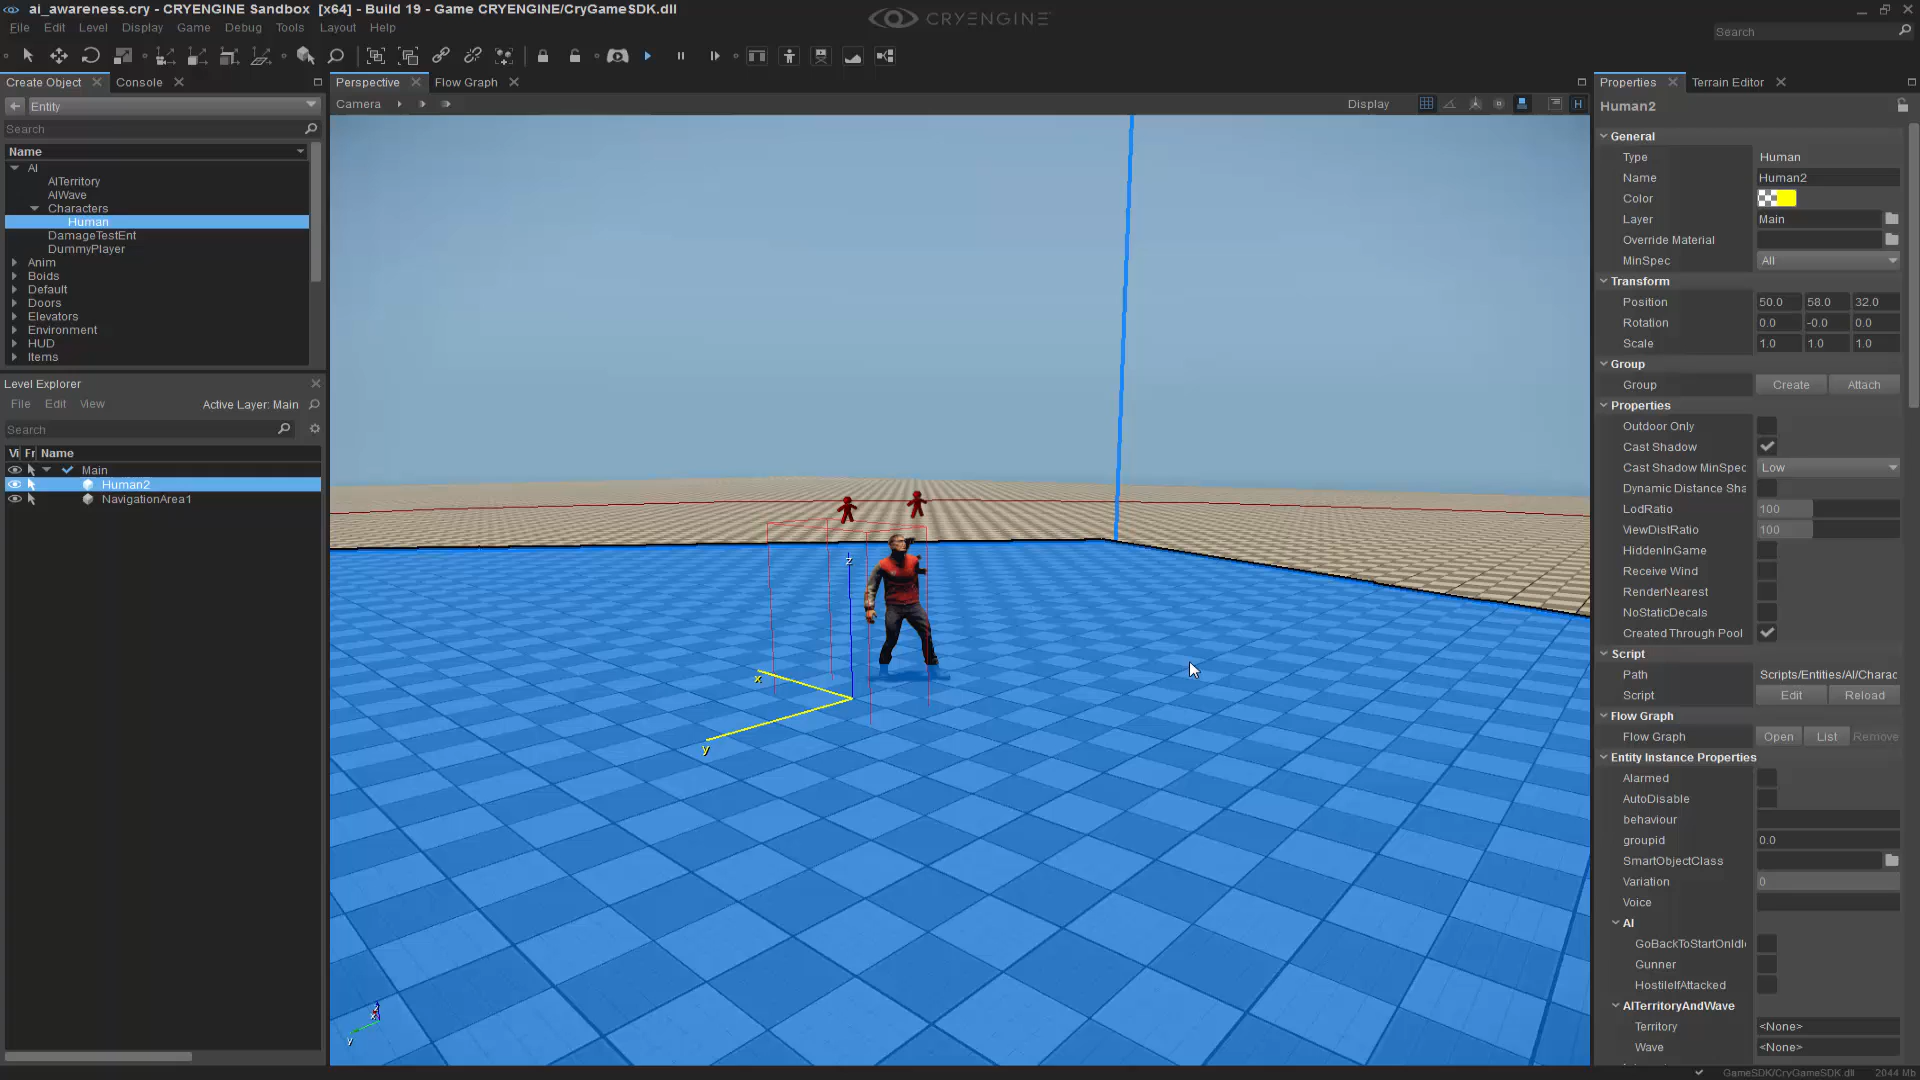 ai_awareness.cry - CRYENGINE Sandbox [x64] - Build 19 - Game CRYENGINE/CryGameSDK.dll
CRYENGINE
File Edit Level Display Game Debug Tools Layout Help
Search
Create Object
Console
Entity
Search
Name
AI
AITerritory
AIWave
Characters
Human
DamageTestEnt
DummyPlayer
Anim
Boids
Default
Doors
Elevators
Environment
HUD
Items
Level Explorer
File Edit View Active Layer: Main
Search
Vi Fr Name
Main
Human2
NavigationArea1
Perspective
Flow Graph
Camera
Display
H
z
x
y
z
x
y
Properties
Terrain Editor
Human2
General
Type Human
Name Human2
Color
Layer Main
Override Material
MinSpec All
Transform
Position 50.0 58.0 32.0
Rotation 0.0 -0.0 0.0
Scale 1.0 1.0 1.0
Group
Group Create Attach
Properties
Outdoor Only
Cast Shadow
Cast Shadow MinSpec Low
Dynamic Distance Sha
LodRatio 100
ViewDistRatio 100
HiddenInGame
Receive Wind
RenderNearest
NoStaticDecals
Created Through Pool
Script
Path Scripts/Entities/AI/Charac
Script Edit Reload
Flow Graph
Flow Graph Open List Remove
Entity Instance Properties
Alarmed
AutoDisable
behaviour
groupid 0.0
SmartObjectClass
Variation 0
Voice
AI
GoBackToStartOnIdle
Gunner
HostileIfAttacked
AITerritoryAndWave
Territory <None>
Wave <None>
GameSDK/CryGameSDK.dll 2044 Mb